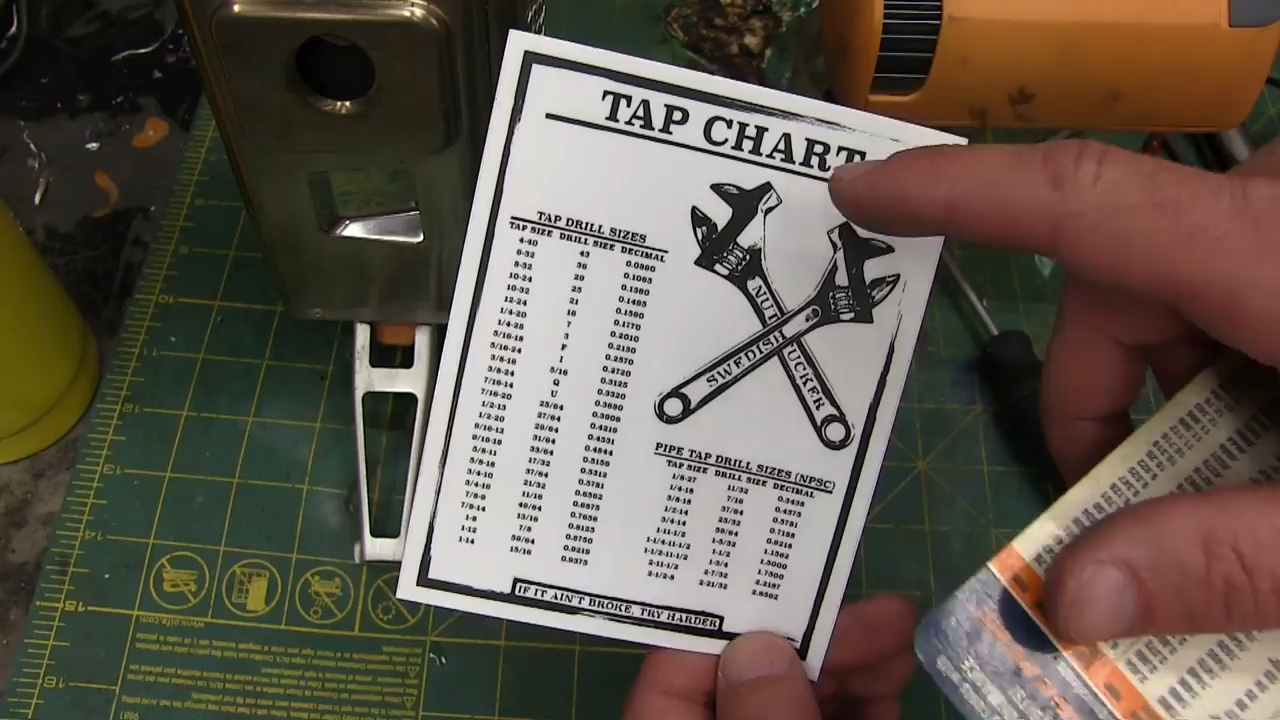 TAP CHART
TAP DRILL SIZES
TAP SIZE DRILL SIZE DECIMAL
4-40 43 0.0890
6-32 36 0.1065
8-32 29 0.1360
10-24 25 0.1495
10-32 21 0.1590
12-24 16 0.1770
1/4-20 7 0.2010
1/4-28 3 0.2130
5/16-18 F 0.2570
5/16-24 I 0.2720
3/8-16 5/16 0.3125
3/8-24 Q 0.3320
7/16-14 U 0.3680
7/16-20 25/64 0.3906
1/2-13 27/64 0.4219
1/2-20 29/64 0.4531
9/16-12 31/64 0.4844
9/16-18 33/64 0.5156
5/8-11 17/32 0.5312
5/8-18 37/64 0.5781
3/4-10 21/32 0.6562
3/4-16 11/16 0.6875
7/8-9 49/64 0.7656
7/8-14 13/16 0.8125
1-8 7/8 0.8750
1-12 59/64 0.9219
1-14 15/16 0.9375
NUT
SWEDISH
UCKER
PIPE TAP DRILL SIZES (NPSC)
TAP SIZE DRILL SIZE DECIMAL
1/8-27 11/32 0.3438
1/4-18 7/16 0.4375
3/8-18 37/64 0.5781
1/2-14 23/32 0.7188
3/4-14 59/64 0.9218
1-11-1/2 1-5/32 1.1562
1-1/4-11-1/2 1-1/2 1.5000
1-1/2-11-1/2 1-3/4 1.7500
2-11-1/2 2-7/32 2.2187
2-1/2-8 2-21/32 2.6562
IF IT AIN'T BROKE, TRY HARDER
10
12
13
14
15
16
www.olfa.com